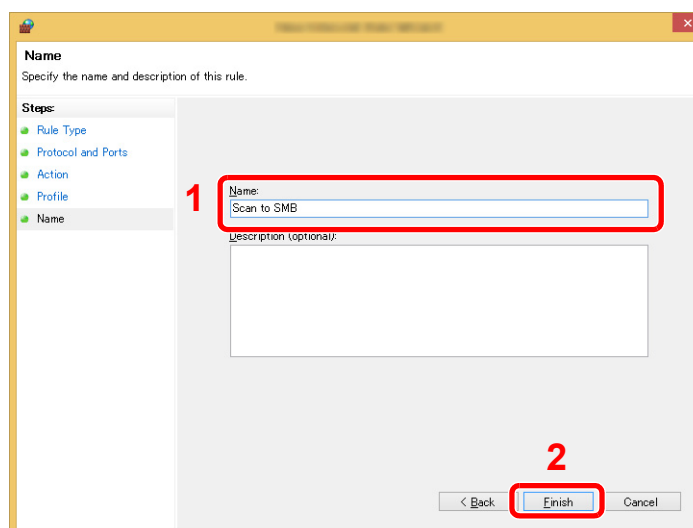 Name
Specify the name and description of this rule.
Steps:
Rule Type
Protocol and Ports
Action
Profile
Name
1
Name:
Scan to SMB
Description (optional):
2
< Back
Finish
Cancel